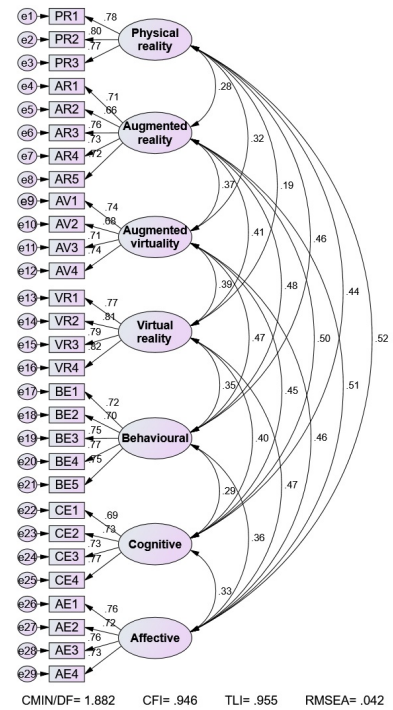 e1 PR1 .78
Physical
reality
e2 PR2 .80
e3 PR3 .77
e4 AR1 .71
e5 AR2 .66
Augmented
reality
e6 AR3 .76
e7 AR4 .73
e8 AR5 .72
e9 AV1 .74
e10 AV2 .68
Augmented
virtuality
e11 AV3 .71
e12 AV4 .74
e13 VR1 .77
e14 VR2 .81
Virtual
reality
e15 VR3 .79
e16 VR4 .82
e17 BE1 .72
e18 BE2 .70
e19 BE3 .75
Behavioural
e20 BE4 .77
e21 BE5 .75
e22 CE1 .69
e23 CE2 .73
Cognitive
e24 CE3 .73
e25 CE4 .77
e26 AE1 .76
e27 AE2 .72
Affective
e28 AE3 .76
e29 AE4 .73
.28
.32
.37
.19
.41
.46
.39
.48
.44
.47
.50
.52
.35
.45
.51
.40
.46
.29
.47
.36
.33
CMIN/DF= 1.882 CFI= .946 TLI= .955 RMSEA= .042